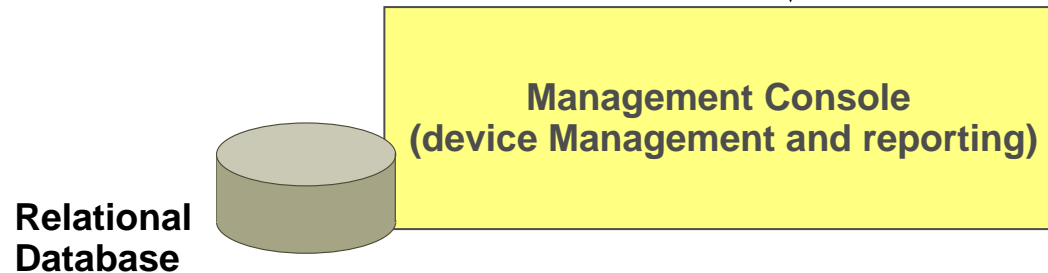 Management Console
(device Management and reporting)
Relational
Database